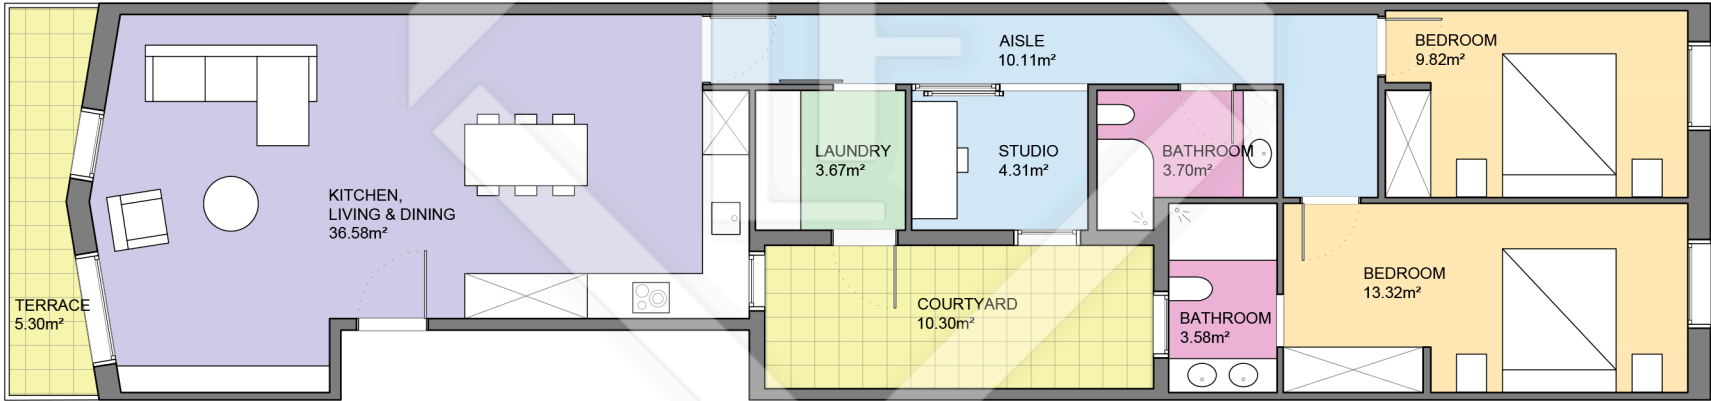 AISLE
10.11m²
BEDROOM
9.82m²
LAUNDRY
3.67m²
STUDIO
4.31m²
BATHROOM
3.70m²
KITCHEN,
LIVING & DINING
36.58m²
BEDROOM
13.32m²
TERRACE
5.30m²
COURTYARD
10.30m²
BATHROOM
3.58m²